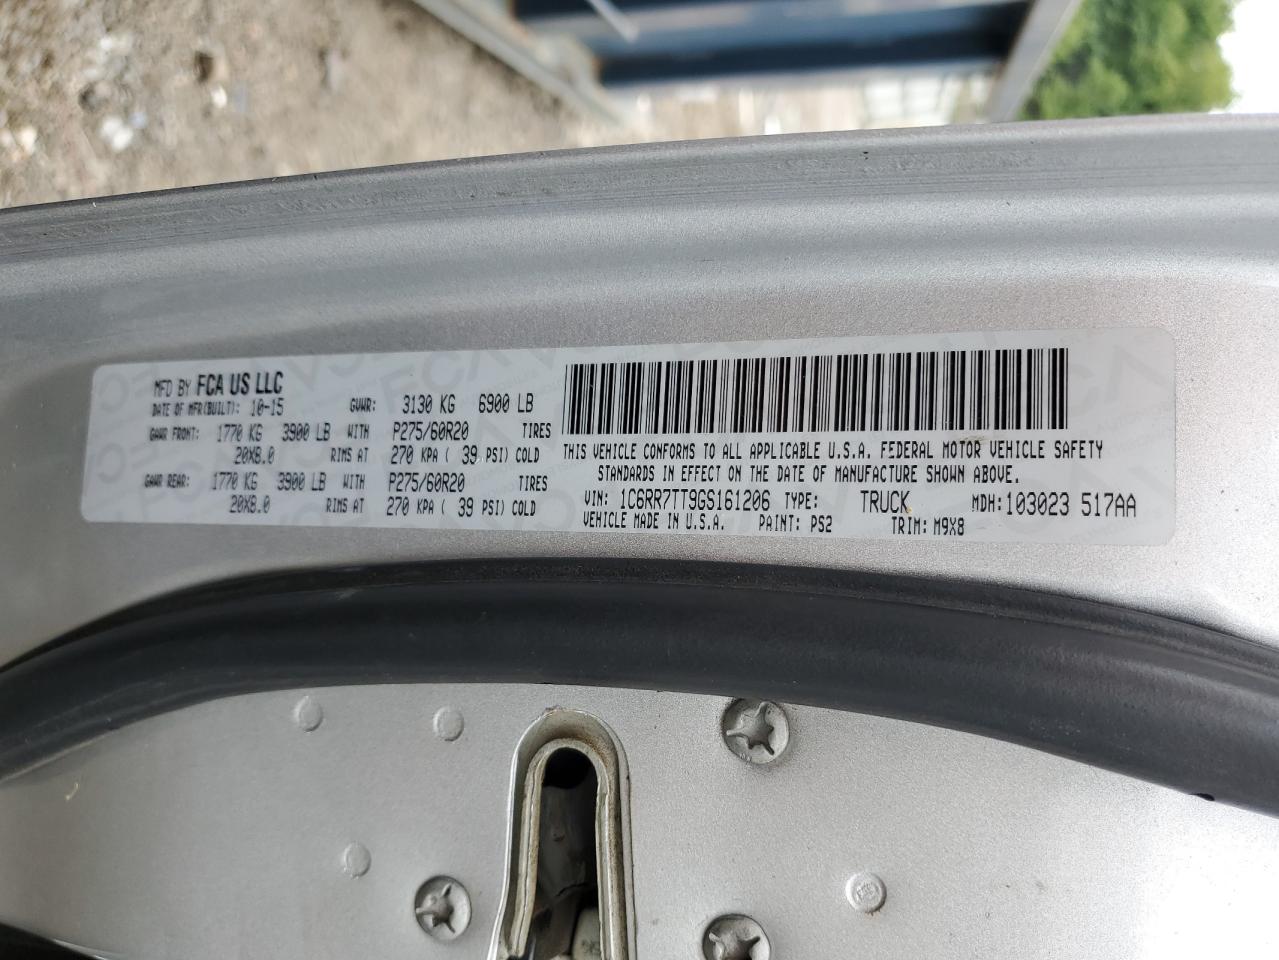 MFD BY FCA US LLC
DATE OF MFR(BUILT): 10-15 GVWR: 3130 KG 6900 LB
GAWR FRONT: 1770 KG 3900 LB WITH P275/60R20 TIRES
20X8.0 RIMS AT 270 KPA ( 39 PSI) COLD
GAWR REAR: 1770 KG 3900 LB WITH P275/60R20 TIRES
20X8.0 RIMS AT 270 KPA ( 39 PSI) COLD
THIS VEHICLE CONFORMS TO ALL APPLICABLE U.S.A. FEDERAL MOTOR VEHICLE SAFETY
STANDARDS IN EFFECT ON THE DATE OF MANUFACTURE SHOWN ABOVE.
VIN: 1C6RR7TT9GS161206 TYPE: TRUCK MDH: 103023 517AA
VEHICLE MADE IN U.S.A. PAINT: PS2 TRIM: M9X8